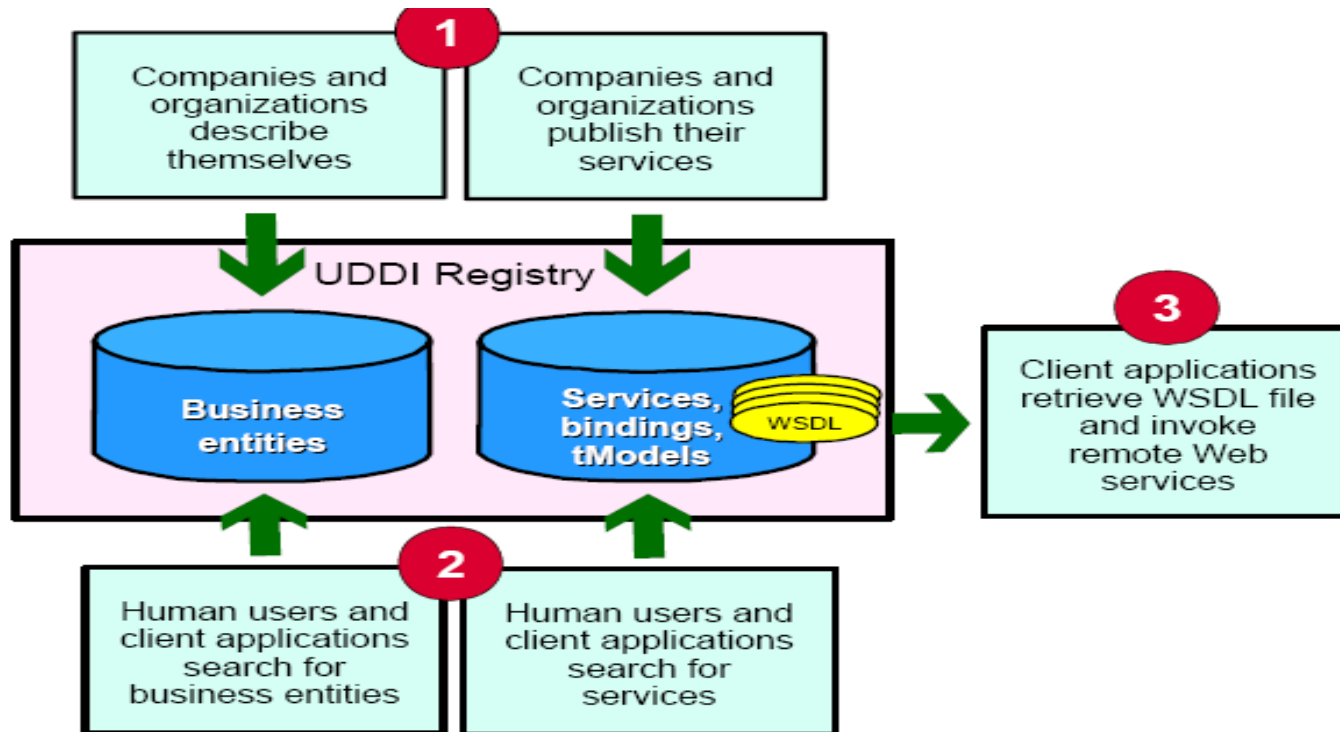 1
Companies and
organizations
describe
themselves
Companies and
organizations
publish their
services
UDDI Registry
Business
entities
Services,
bindings,
tModels
WSDL
3
Client applications
retrieve WSDL file
and invoke
remote Web
services
2
Human users and
client applications
search for
business entities
Human users and
client applications
search for
services